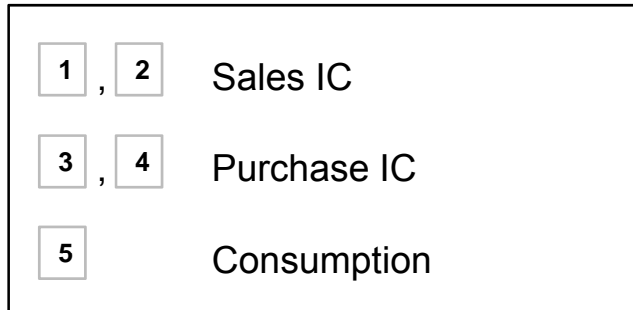 1 , 2 Sales IC
3 , 4 Purchase IC
5 Consumption